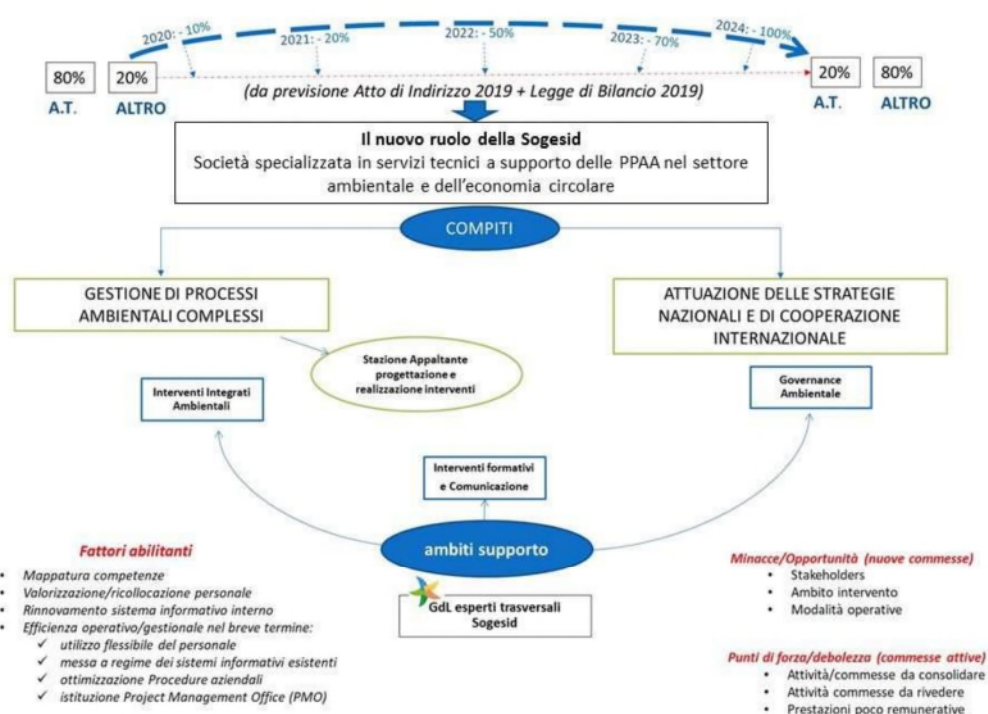 2020: - 10%
2021: - 20%
2022: - 50%
2023: - 70%
2024: - 100%
80%
20%
20%
80%
A.T.
ALTRO
A.T.
ALTRO
(da previsione Atto di Indirizzo 2019 + Legge di Bilancio 2019)
Il nuovo ruolo della Sogesid
Società specializzata in servizi tecnici a supporto delle PPAA nel settore
ambientale e dell'economia circolare
COMPITI
GESTIONE DI PROCESSI
AMBIENTALI COMPLESSI
ATTUAZIONE DELLE STRATEGIE
NAZIONALI E DI COOPERAZIONE
INTERNAZIONALE
Stazione Appaltante
progettazione e
realizzazione interventi
Interventi Integrati
Ambientali
Governance
Ambientale
Interventi formativi
e Comunicazione
ambiti supporto
GdL esperti trasversali
Sogesid
Fattori abilitanti
• Mappatura competenze
• Valorizzazione/ricollocazione personale
• Rinnovamento sistema informativo interno
• Efficienza operativo/gestionale nel breve termine:
✓ utilizzo flessibile del personale
✓ messa a regime dei sistemi informativi esistenti
✓ ottimizzazione Procedure aziendali
✓ istituzione Project Management Office (PMO)
Minacce/Opportunità (nuove commesse)
• Stakeholders
• Ambito intervento
• Modalità operative
Punti di forza/debolezza (commesse attive)
• Attività/commesse da consolidare
• Attività commesse da rivedere
• Prestazioni poco remunerative